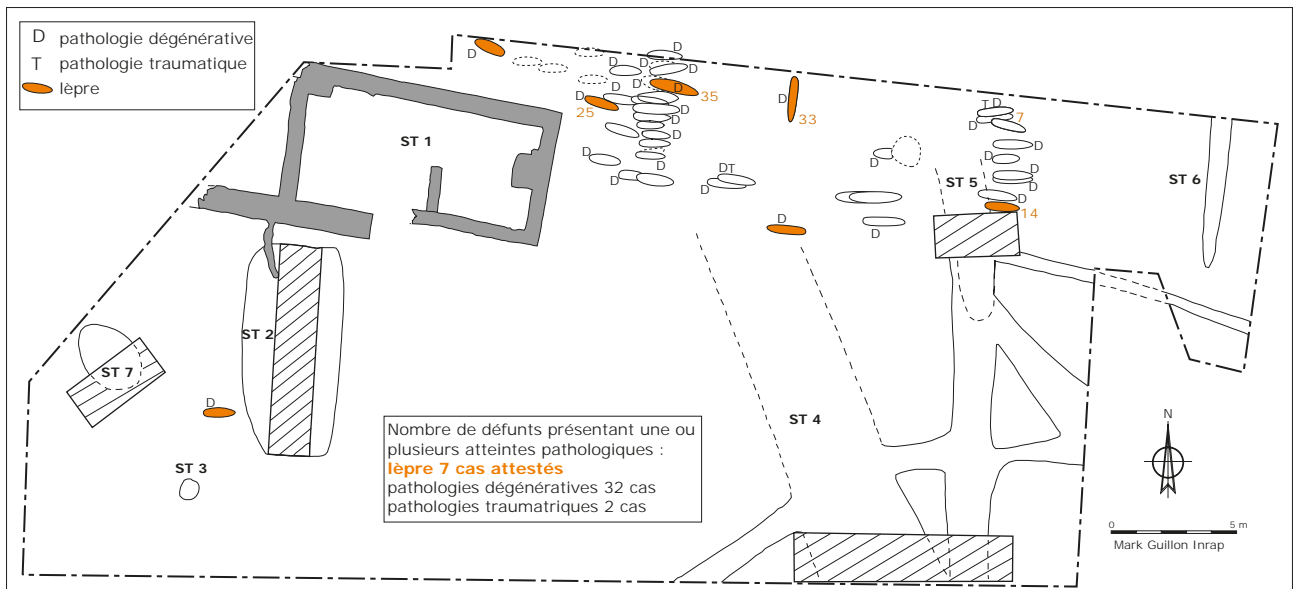 D pathologie dégénérative
T pathologie traumatique
lèpre
D
D
D
D
D
D
D
35
D
25
D
D
D
D
D
D
D
D
DT
D
D
33
D
D
D
T
D
D
7
D
D
D
D
14
D
ST 1
ST 2
ST 3
ST 4
ST 5
ST 6
ST 7
Nombre de défunts présentant une ou
plusieurs atteintes pathologiques :
lèpre 7 cas attestés
pathologies dégénératives 32 cas
pathologies traumatriques 2 cas
N
0 5 m
Mark Guillon Inrap